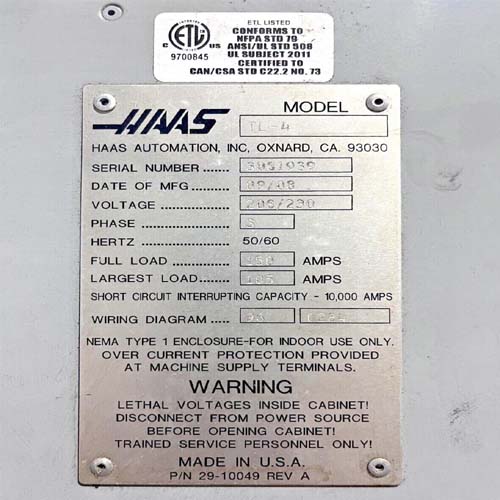 ETL LISTED
CONFORMS TO
NFPA STD 79
ANSI/UL STD 508
UL SUBJECT 2011
CERTIFIED TO
CAN/CSA STD C22.2 NO. 73
C ETL US
9700845
HAAS
MODEL TL-4
HAAS AUTOMATION, INC, OXNARD, CA. 93030
SERIAL NUMBER ......
DATE OF MFG ........ 09/08
VOLTAGE .............. 208/230
PHASE ................. 3
HERTZ ................. 50/60
FULL LOAD ........... AMPS
LARGEST LOAD....... AMPS
SHORT CIRCUIT INTERRUPTING CAPACITY - 10,000 AMPS
WIRING DIAGRAM ....
NEMA TYPE 1 ENCLOSURE-FOR INDOOR USE ONLY.
OVER CURRENT PROTECTION PROVIDED
AT MACHINE SUPPLY TERMINALS.
WARNING
LETHAL VOLTAGES INSIDE CABINET!
DISCONNECT FROM POWER SOURCE
BEFORE OPENING CABINET!
TRAINED SERVICE PERSONNEL ONLY!
MADE IN U.S.A.
P/N 29-10049 REV A